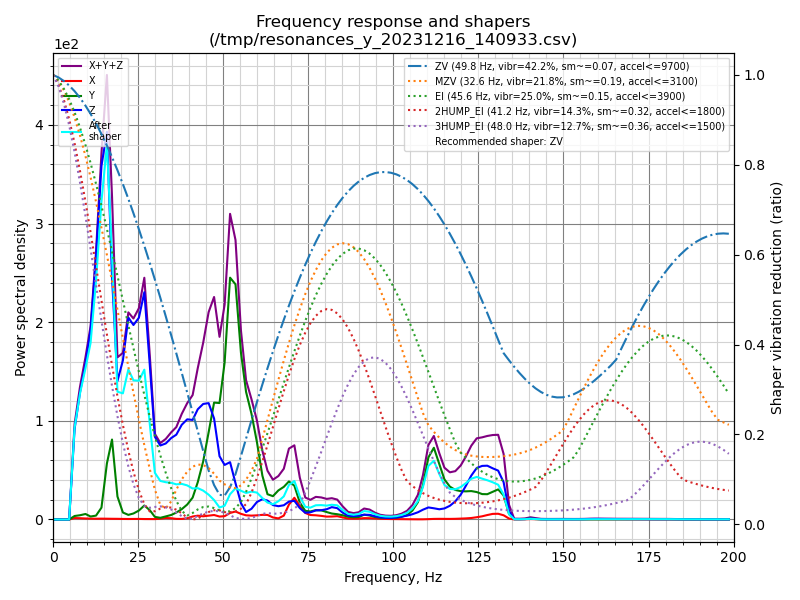 Frequency response and shapers
(/tmp/resonances_y_20231216_140933.csv)
1e2
X+Y+Z
X
Y
Z
After
shaper
ZV (49.8 Hz, vibr=42.2%, sm~=0.07, accel<=9700)
MZV (32.6 Hz, vibr=21.8%, sm~=0.19, accel<=3100)
EI (45.6 Hz, vibr=25.0%, sm~=0.15, accel<=3900)
2HUMP_EI (41.2 Hz, vibr=14.3%, sm~=0.32, accel<=1800)
3HUMP_EI (48.0 Hz, vibr=12.7%, sm~=0.36, accel<=1500)
Recommended shaper: ZV
Power spectral density
4
3
2
1
0
1.0
0.8
0.6
0.4
0.2
0.0
Shaper vibration reduction (ratio)
0 25 50 75 100 125 150 175 200
Frequency, Hz